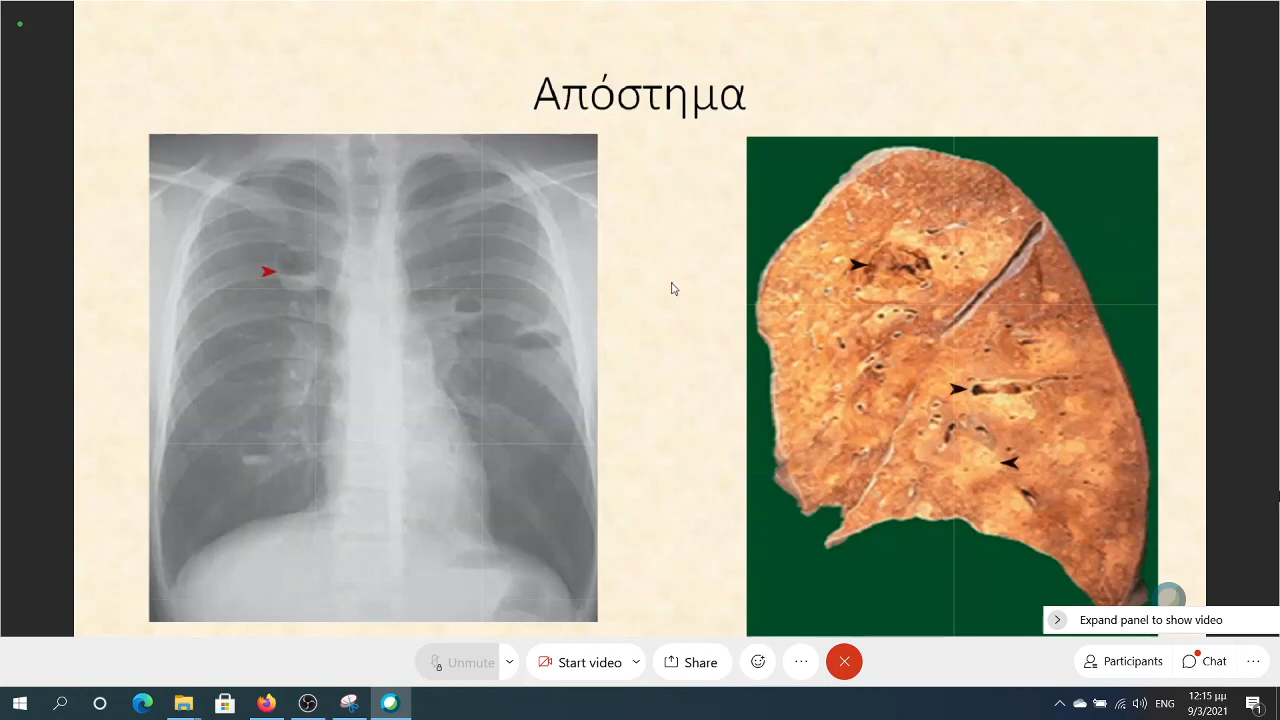 Απόστημα
Expand panel to show video
Unmute
Start video
Share
Participants
Chat
ENG
12:15 μμ
9/3/2021
1